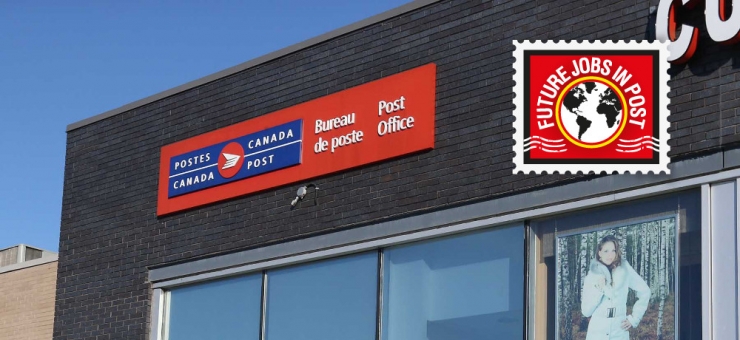 POSTES CANADA
CANADA POST
Bureau de poste
Post Office
FUTURE JOBS IN POST